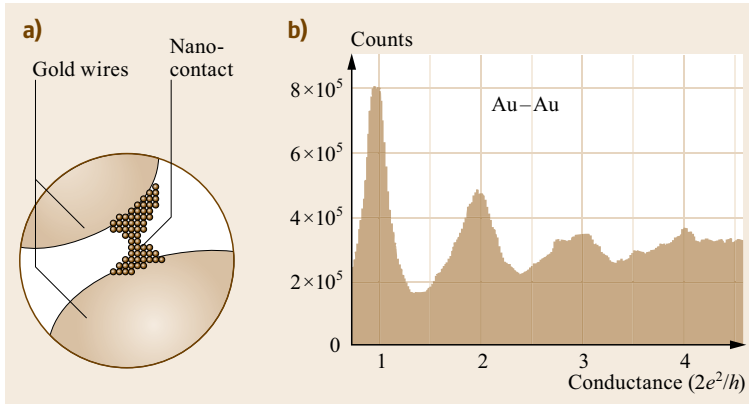 a)
Gold wires
Nano-
contact
b)
Counts
8×10⁵
6×10⁵
4×10⁵
2×10⁵
0
Au–Au
1 2 3 4
Conductance (2e²/h)